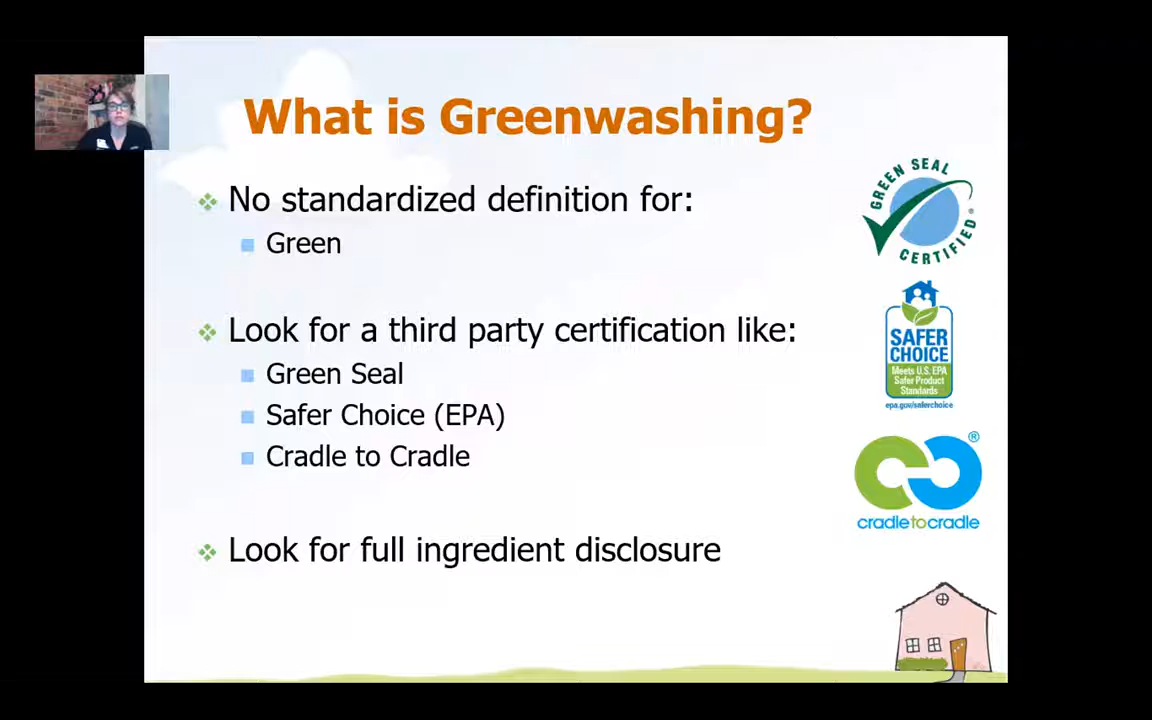 What is Greenwashing?
No standardized definition for:
Green
Look for a third party certification like:
Green Seal
Safer Choice (EPA)
Cradle to Cradle
Look for full ingredient disclosure
GREEN SEAL
CERTIFIED ®
SAFER
CHOICE
Meets U.S. EPA
Safer Product
Standards
epa.gov/saferchoice
®
cradletocradle